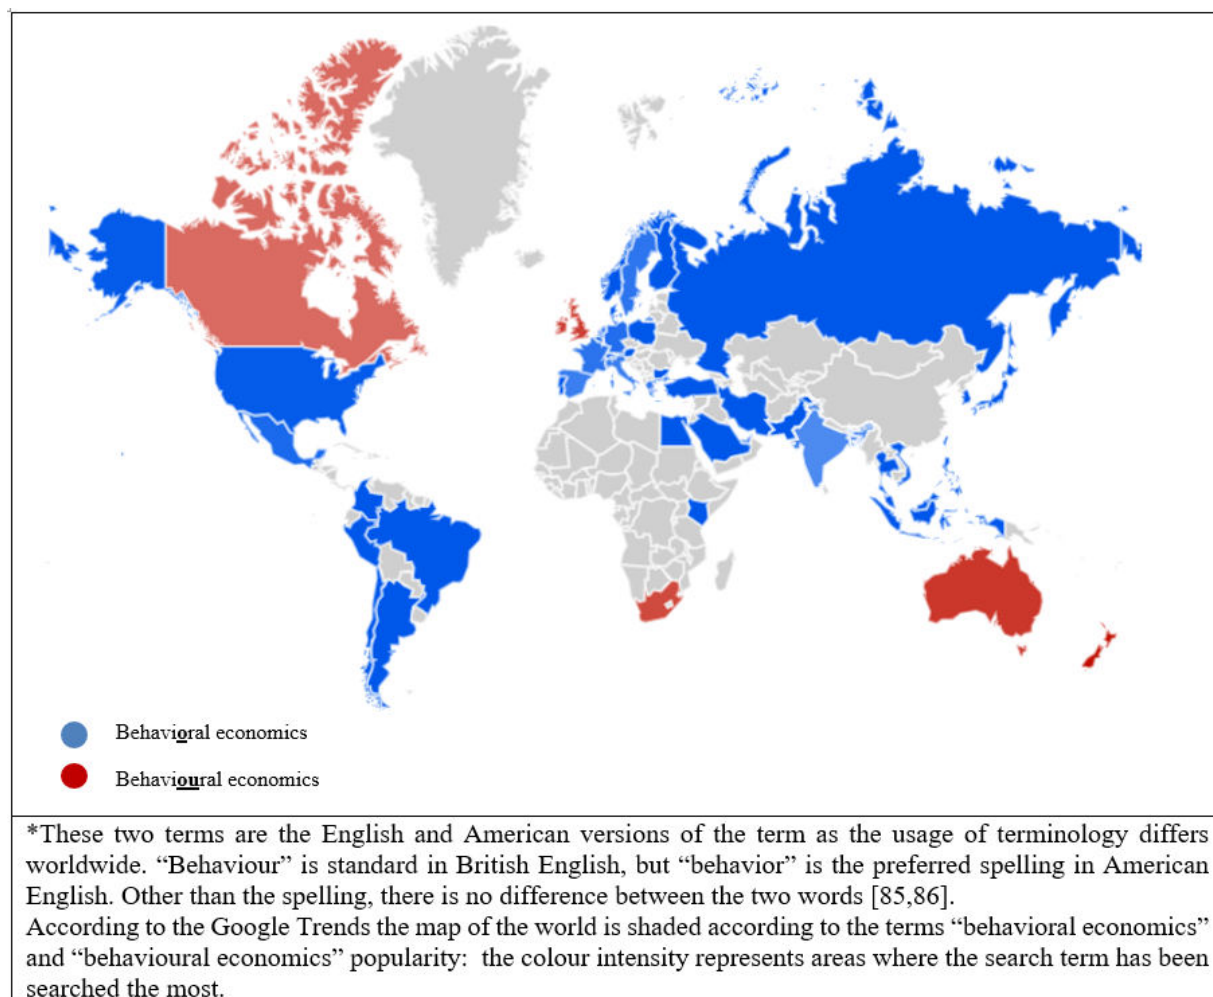 Behavioral economics
Behavioural economics
*These two terms are the English and American versions of the term as the usage of terminology differs
worldwide. “Behaviour” is standard in British English, but “behavior” is the preferred spelling in American
English. Other than the spelling, there is no difference between the two words [85,86].
According to the Google Trends the map of the world is shaded according to the terms “behavioral economics”
and “behavioural economics” popularity:  the colour intensity represents areas where the search term has been
searched the most.